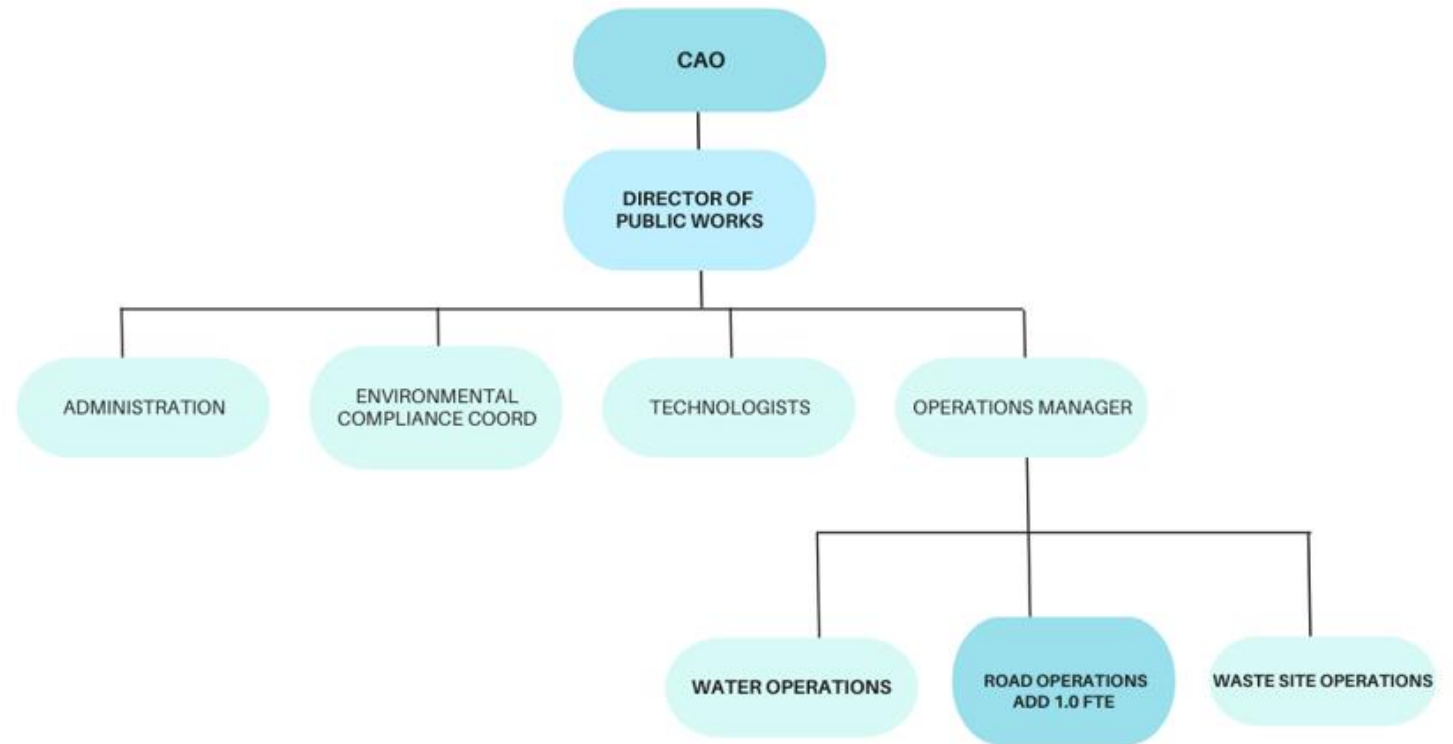 CAO
DIRECTOR OF
PUBLIC WORKS
ADMINISTRATION
ENVIRONMENTAL
COMPLIANCE COORD
TECHNOLOGISTS
OPERATIONS MANAGER
WATER OPERATIONS
ROAD OPERATIONS
ADD 1.0 FTE
WASTE SITE OPERATIONS